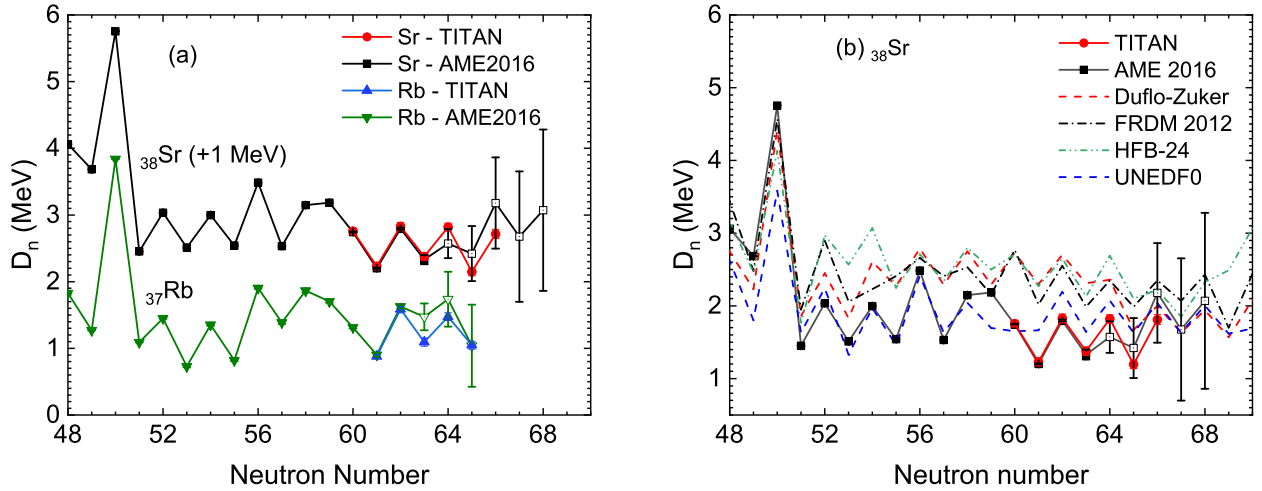 (a)
Sr - TITAN
Sr - AME2016
Rb - TITAN
Rb - AME2016
38Sr (+1 MeV)
37Rb
Dn (MeV)
6
5
4
3
2
1
0
48 52 56 60 64 68
Neutron Number
(b) 38Sr
TITAN
AME 2016
Duflo-Zuker
FRDM 2012
HFB-24
UNEDF0
Dn (MeV)
6
5
4
3
2
1
48 52 56 60 64 68
Neutron number